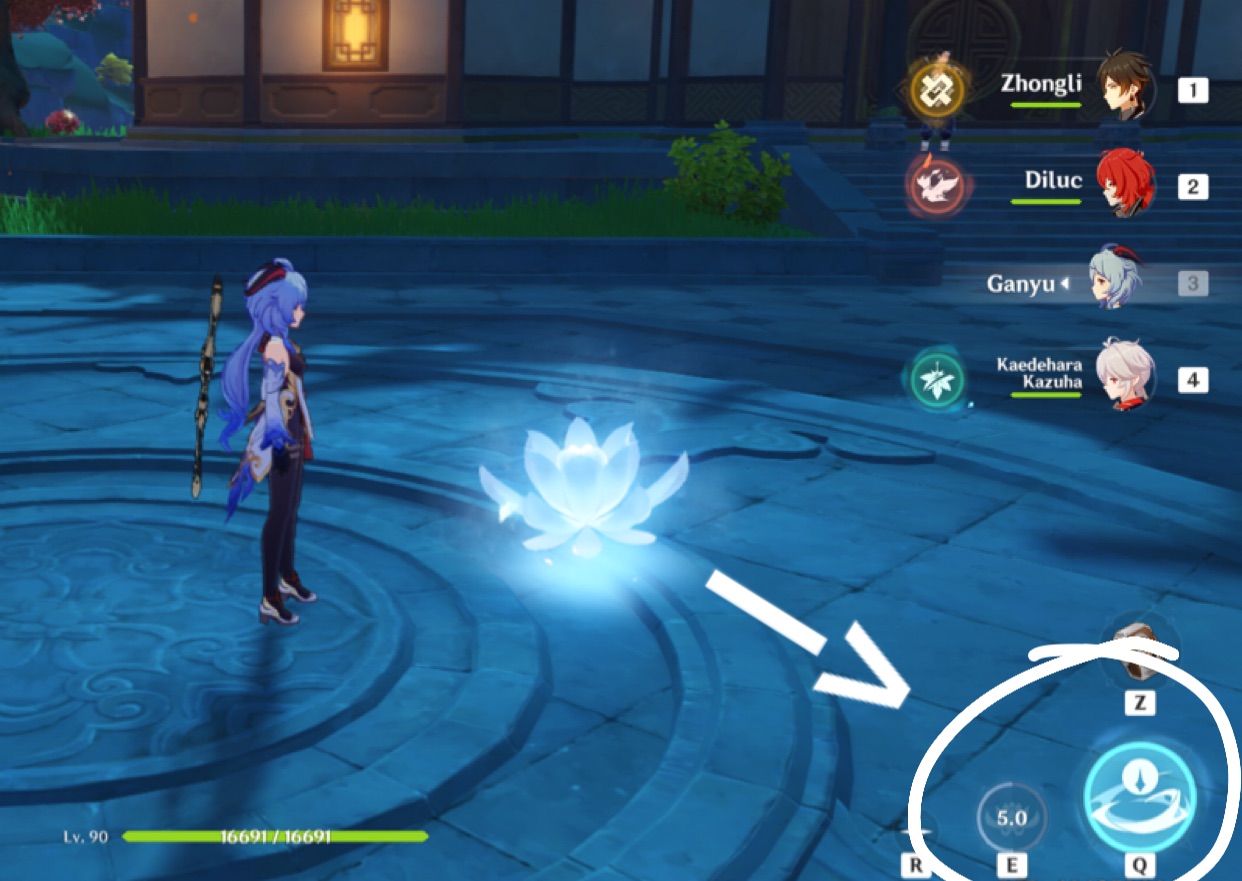 Zhongli
1
Diluc
2
Ganyu
3
Kaedehara
Kazuha
4
Z
5.0
Lv. 90
16691 / 16691
R
E
Q